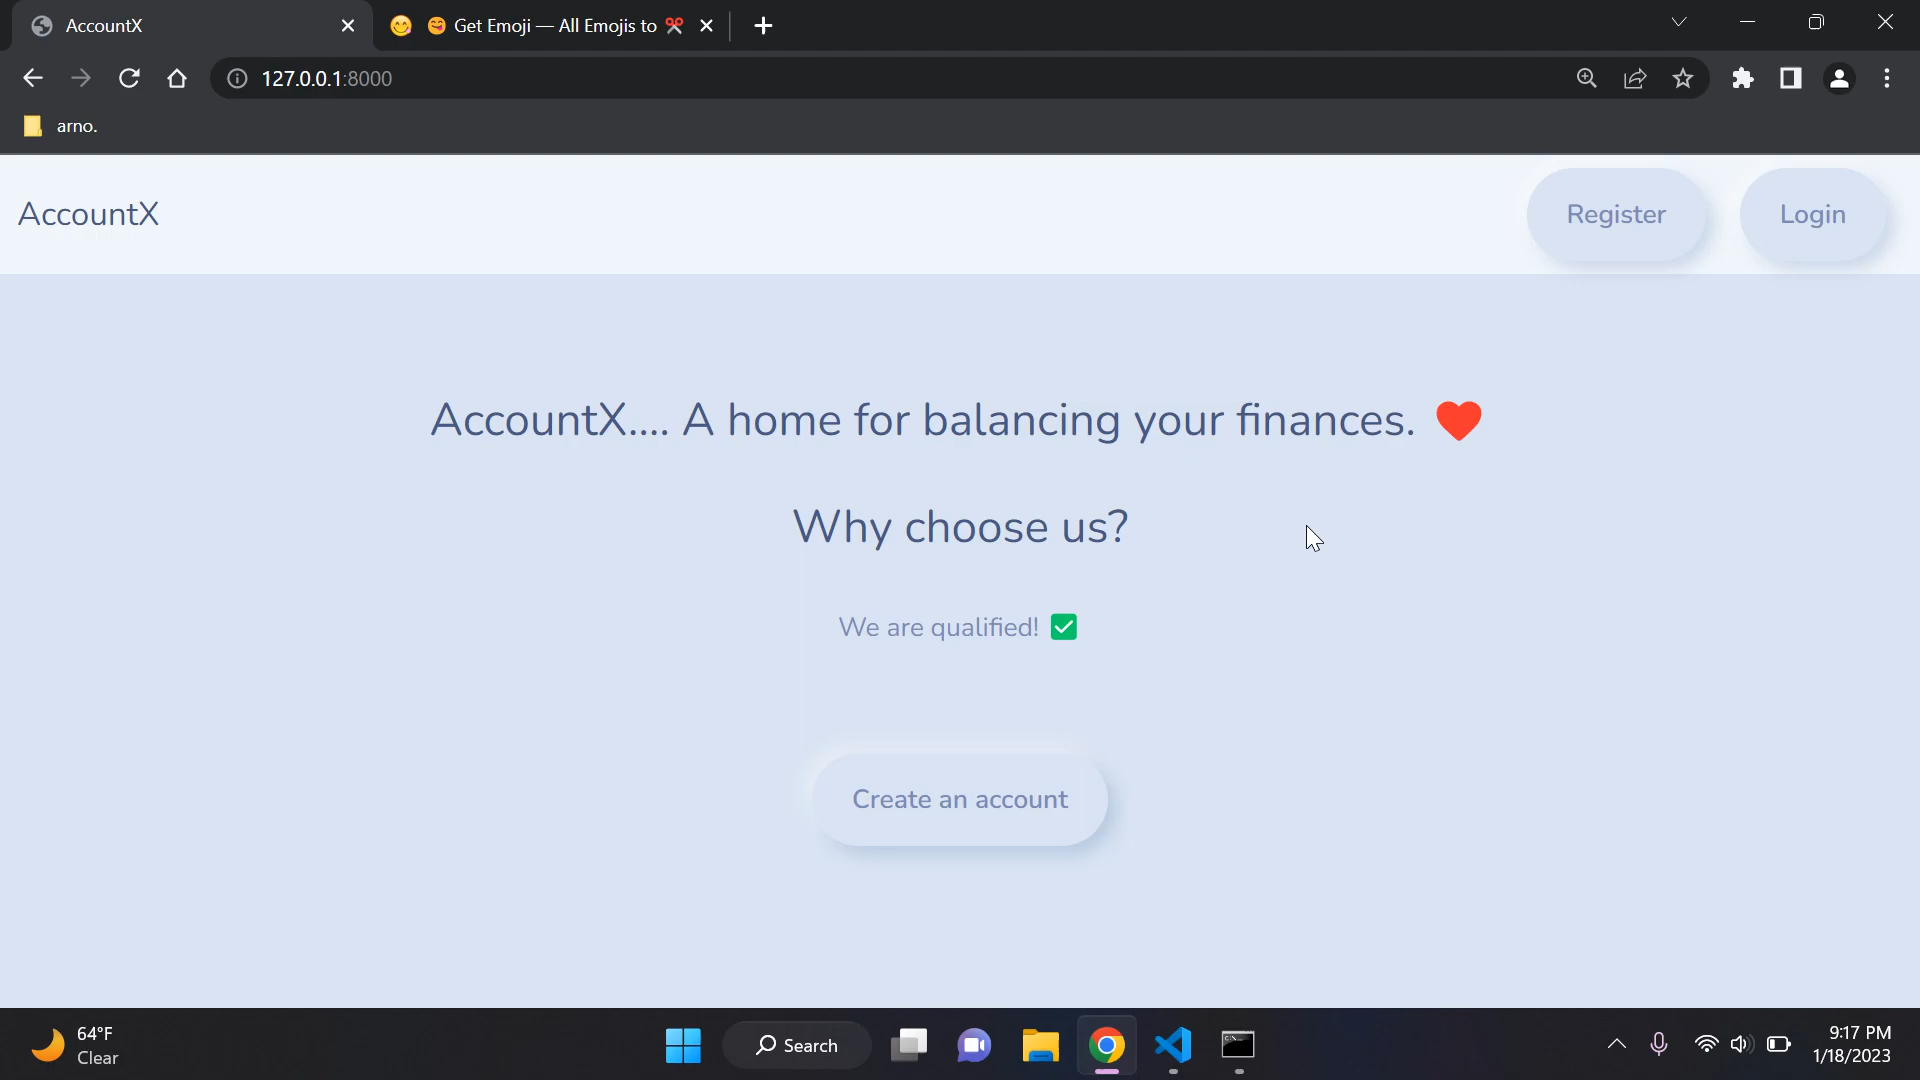 AccountX
😋 Get Emoji — All Emojis to ✂️
127.0.0.1:8000
arno.
AccountX
Register
Login
AccountX.... A home for balancing your finances. ❤️
Why choose us?
We are qualified! ✅
Create an account
64°F
Clear
Search
9:17 PM
1/18/2023